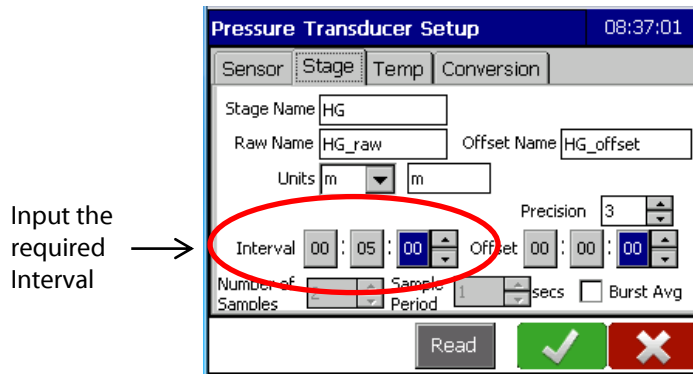 Pressure Transducer Setup 08:37:01
Sensor Stage Temp Conversion
Stage Name HG
Raw Name HG_raw Offset Name HG_offset
Units m m
Precision 3
Input the
required
Interval
Interval 00 : 05 : 00 Offset 00 : 00 : 00
Number of
Samples 2 Sample
Period 1 secs Burst Avg
Read